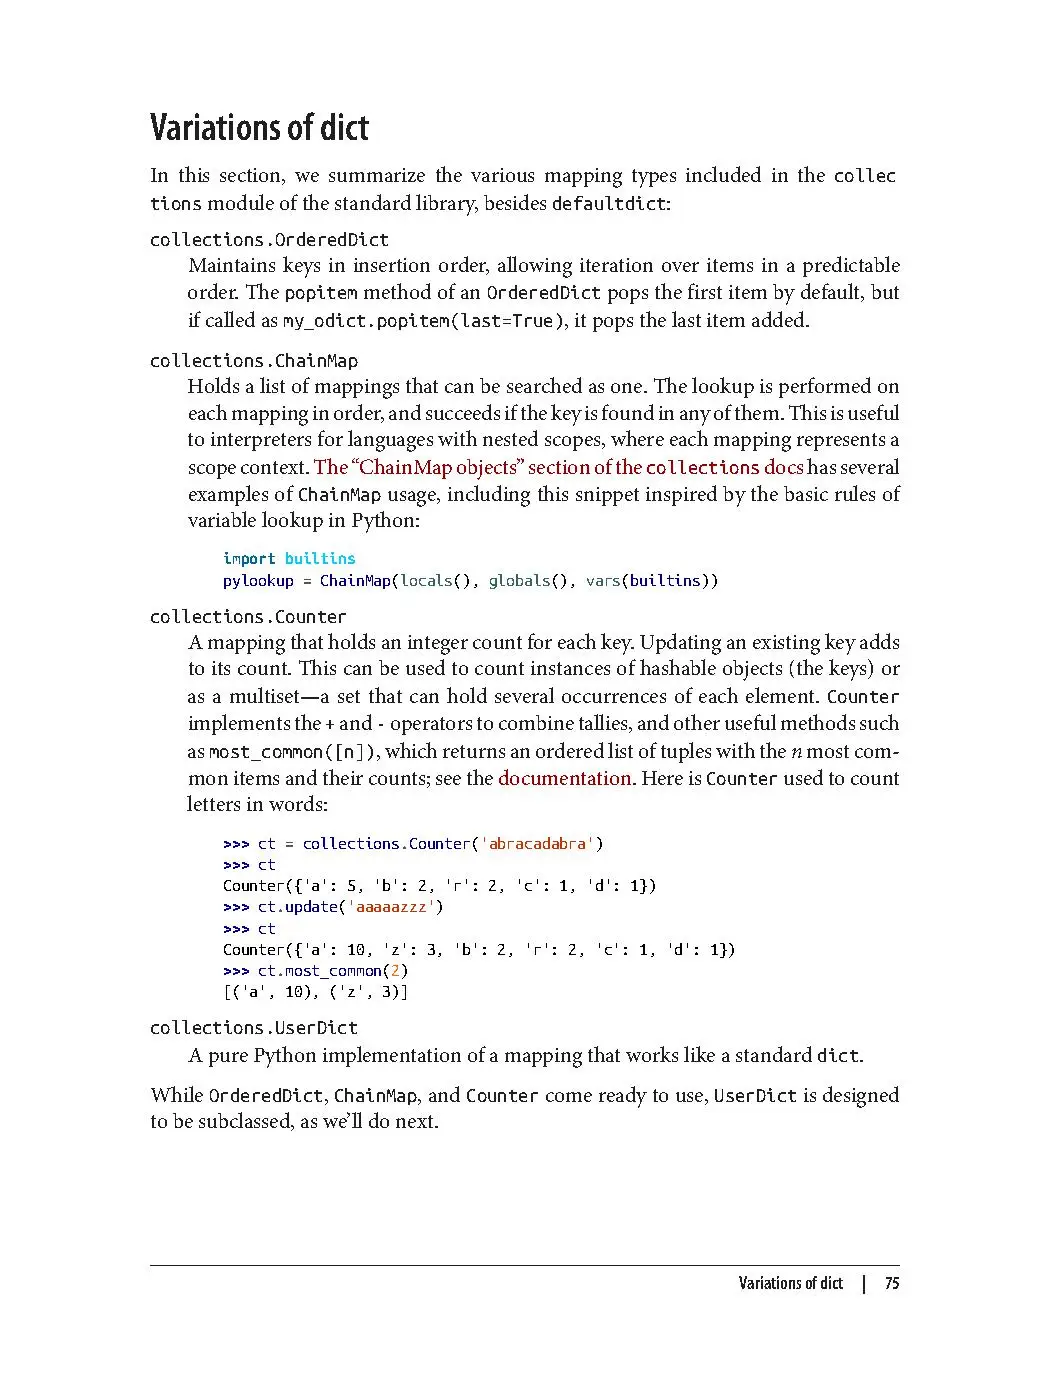 Variations of dict
In this section, we summarize the various mapping types included in the collec
tions module of the standard library, besides defaultdict:
collections.OrderedDict
Maintains keys in insertion order, allowing iteration over items in a predictable
order. The popitem method of an OrderedDict pops the first item by default, but
if called as my_odict.popitem(last=True), it pops the last item added.
collections.ChainMap
Holds a list of mappings that can be searched as one. The lookup is performed on
each mapping in order, and succeeds if the key is found in any of them. This is useful
to interpreters for languages with nested scopes, where each mapping represents a
scope context. The “ChainMap objects” section of the collections docs has several
examples of ChainMap usage, including this snippet inspired by the basic rules of
variable lookup in Python:
import builtins
pylookup = ChainMap(locals(), globals(), vars(builtins))
collections.Counter
A mapping that holds an integer count for each key. Updating an existing key adds
to its count. This can be used to count instances of hashable objects (the keys) or
as a multiset—a set that can hold several occurrences of each element. Counter
implements the + and - operators to combine tallies, and other useful methods such
as most_common([n]), which returns an ordered list of tuples with the n most com-
mon items and their counts; see the documentation. Here is Counter used to count
letters in words:
>>> ct = collections.Counter('abracadabra')
>>> ct
Counter({'a': 5, 'b': 2, 'r': 2, 'c': 1, 'd': 1})
>>> ct.update('aaaaazzz')
>>> ct
Counter({'a': 10, 'z': 3, 'b': 2, 'r': 2, 'c': 1, 'd': 1})
>>> ct.most_common(2)
[('a', 10), ('z', 3)]
collections.UserDict
A pure Python implementation of a mapping that works like a standard dict.
While OrderedDict, ChainMap, and Counter come ready to use, UserDict is designed
to be subclassed, as we’ll do next.
Variations of dict | 75